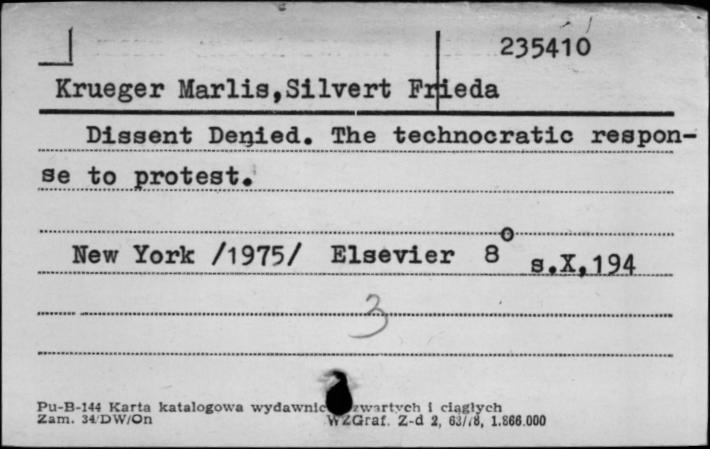 235410
Krueger Marlis,Silvert Frieda
Dissent Denied. The technocratic respon-
se to protest.
New York /1975/ Elsevier 8° s.X,194
3
Pu-B-144 Karta katalogowa wydawnic zwartych i ciągłych
Zam. 34/DW/On WZGraf. Z-d 2, 63/78, 1.866.000